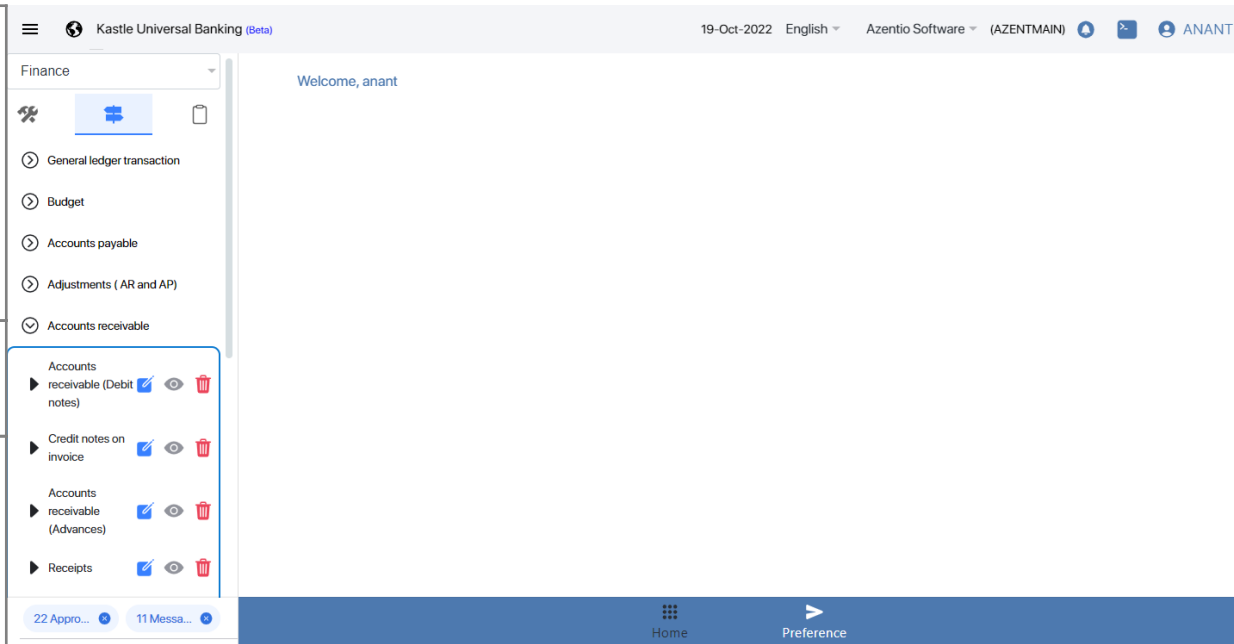 Kastle Universal Banking (Beta)
19-Oct-2022 English Azentio Software (AZENTMAIN) ANANT
Finance
Welcome, anant
General ledger transaction
Budget
Accounts payable
Adjustments ( AR and AP)
Accounts receivable
Accounts
receivable (Debit
notes)
Credit notes on
invoice
Accounts
receivable
(Advances)
Receipts
22 Appro...
11 Messa...
Home
Preference